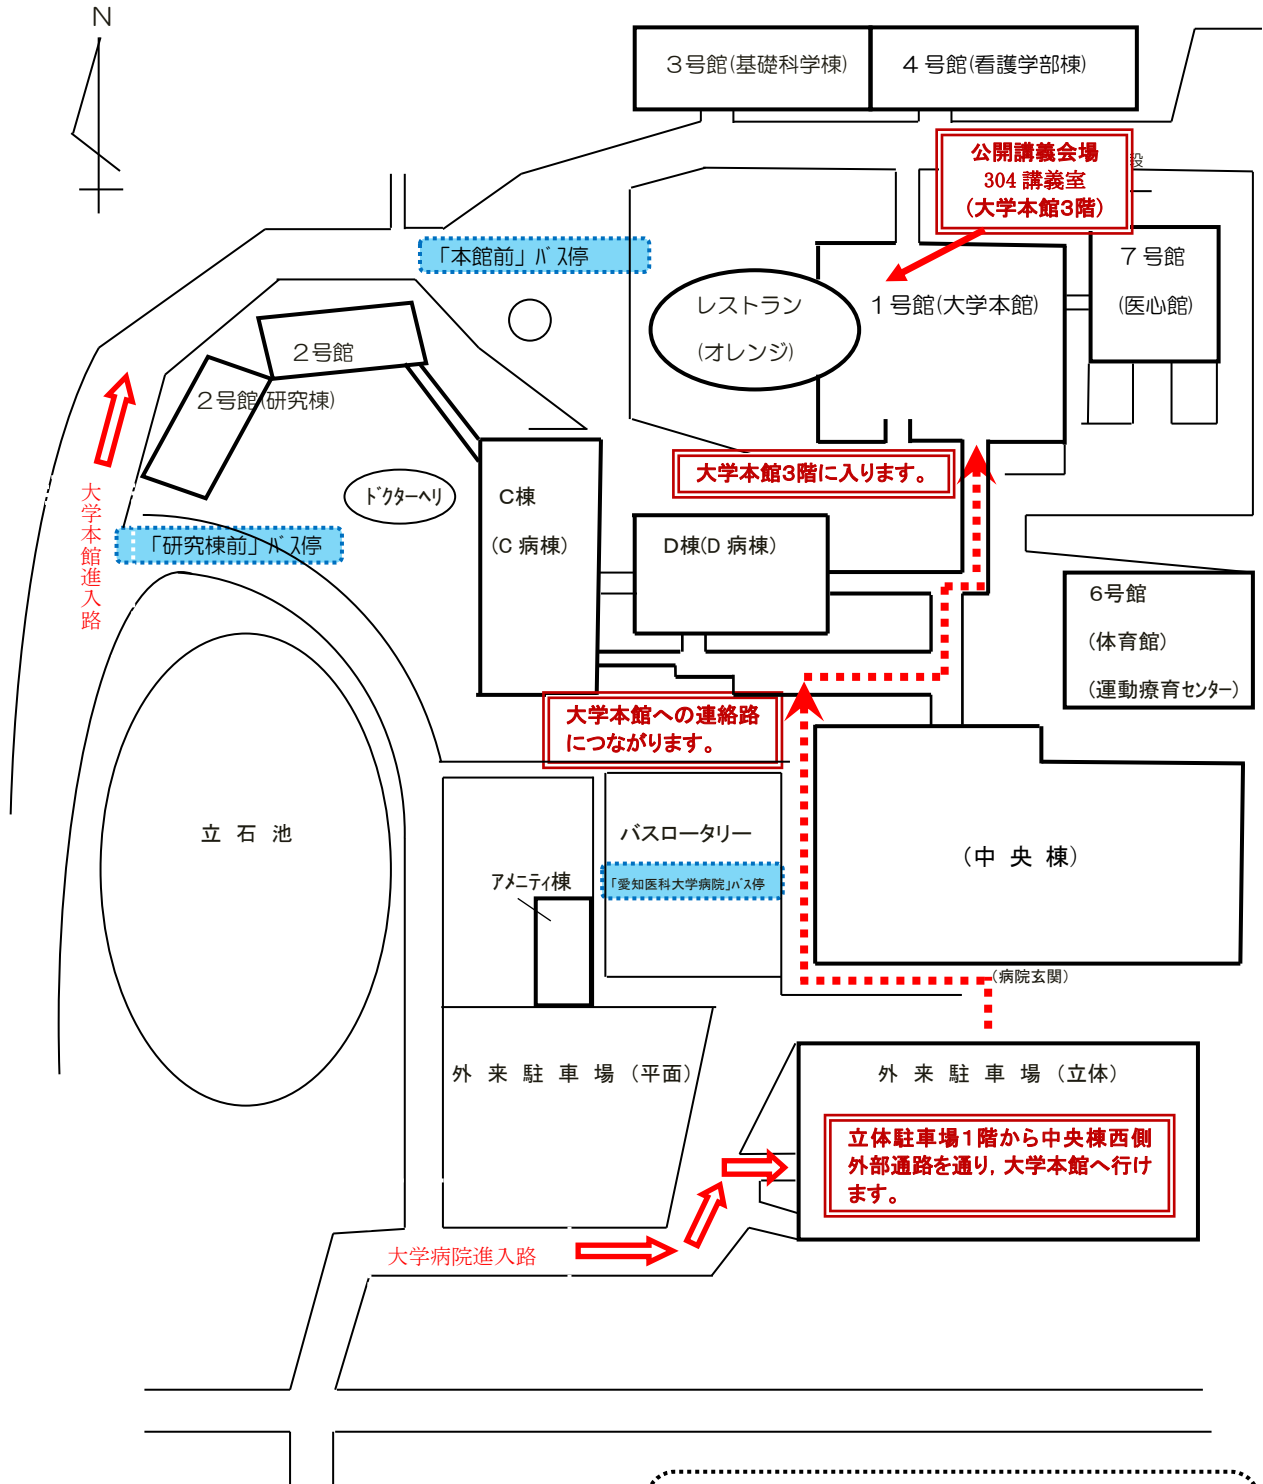 N
３号館(基礎科学棟)
４号館(看護学部棟)
公開講義会場
304 講義室
(大学本館3階)
設
「本館前」バス停
７号館
(医心館)
レストラン
(オレンジ)
１号館(大学本館)
２号館
２号館(研究棟)
大学本館3階に入ります。
大学本館進入路
ドクターヘリ
C棟
(C 病棟)
「研究棟前」バス停
D棟(D 病棟)
６号館
(体育館)
(運動療育センター)
大学本館への連絡路
につながります。
立 石 池
バスロータリー
(中 央 棟)
アメニティ棟
「愛知医科大学病院」バス停
(病院玄関)
外 来 駐 車 場 (平面)
外 来 駐 車 場 (立体)
立体駐車場1階から中央棟西側
外部通路を通り, 大学本館へ行け
ます。
大学病院進入路